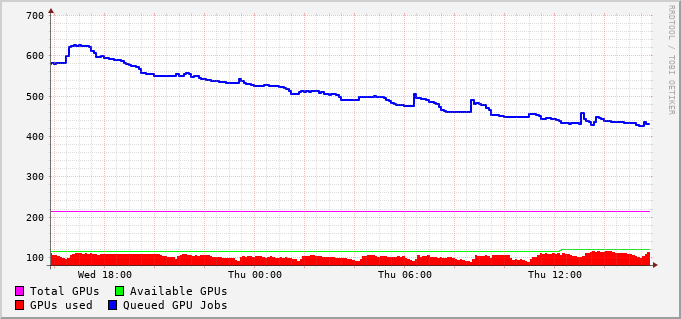 700
600
500
400
300
200
100
Wed 18:00 Thu 00:00 Thu 06:00 Thu 12:00
Total GPUs Available GPUs
GPUs used Queued GPU Jobs
RRDTOOL / TOBI OETIKER